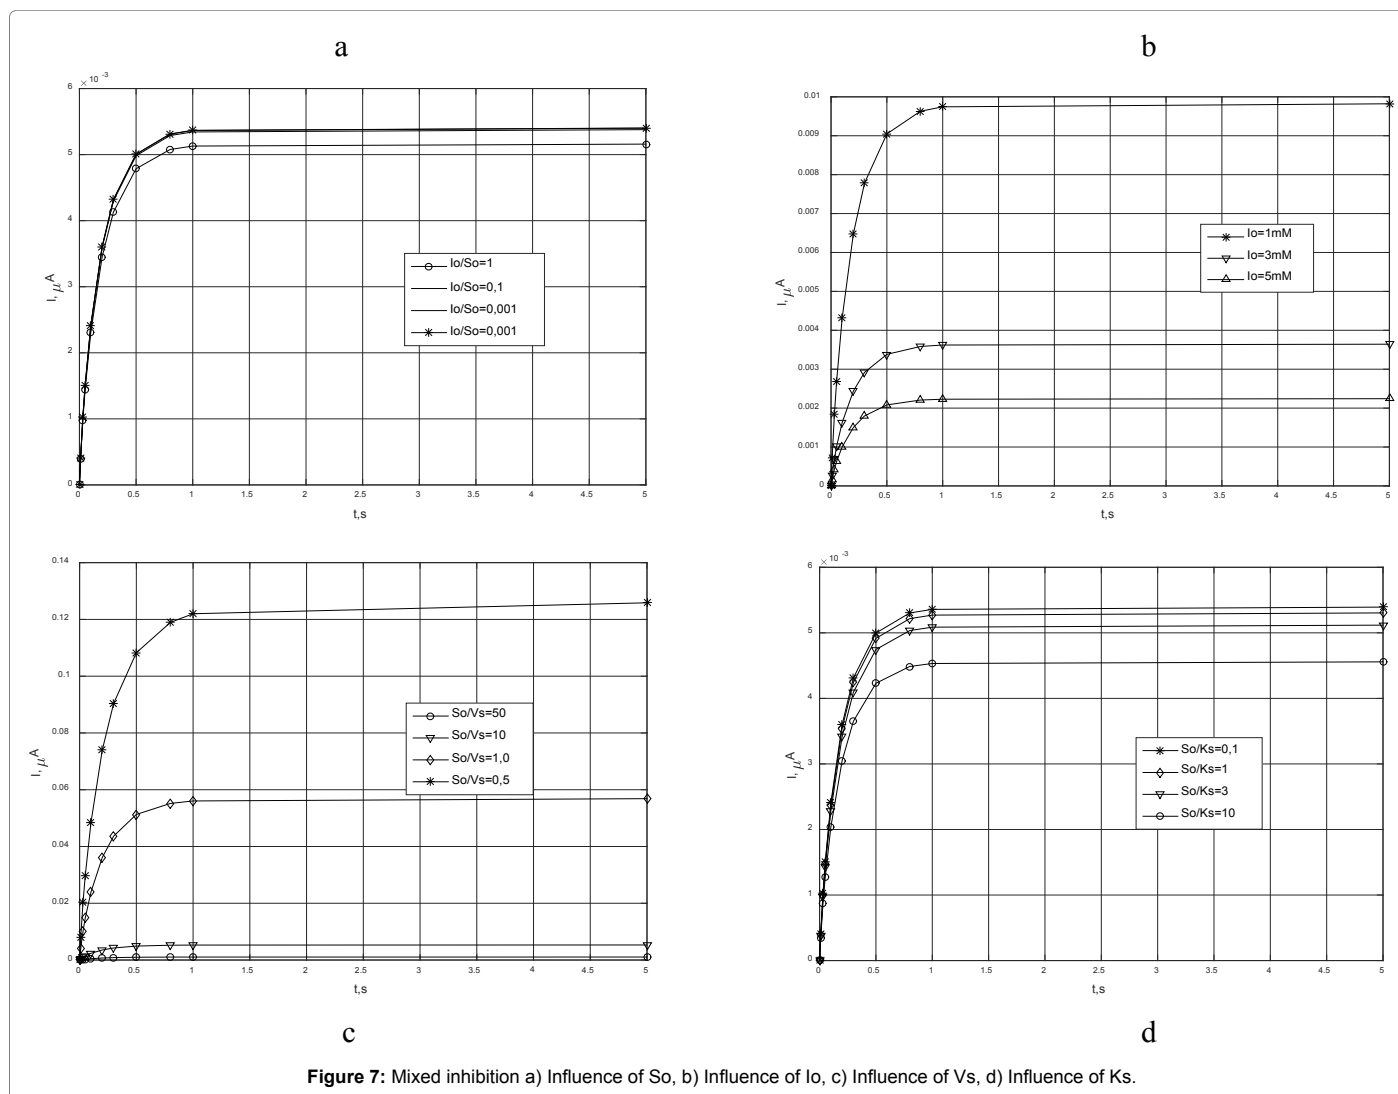 a
× 10 -3
6
5
4
3
2
1
0
I, μA
Io/So=1
Io/So=0,1
Io/So=0,001
Io/So=0,001
0 0.5 1 1.5 2 2.5 3 3.5 4 4.5 5
t,s
b
0.01
0.009
0.008
0.007
0.006
0.005
0.004
0.003
0.002
0.001
0
I, μA
Io=1mM
Io=3mM
Io=5mM
0 0.5 1 1.5 2 2.5 3 3.5 4 4.5 5
t,s
0.14
0.12
0.1
0.08
0.06
0.04
0.02
0
I, μA
So/Vs=50
So/Vs=10
So/Vs=1,0
So/Vs=0,5
0 0.5 1 1.5 2 2.5 3 3.5 4 4.5 5
t,s
c
× 10 -3
6
5
4
3
2
1
0
I, μA
So/Ks=0,1
So/Ks=1
So/Ks=3
So/Ks=10
0 0.5 1 1.5 2 2.5 3 3.5 4 4.5 5
t,s
d
Figure 7: Mixed inhibition a) Influence of So, b) Influence of Io, c) Influence of Vs, d) Influence of Ks.